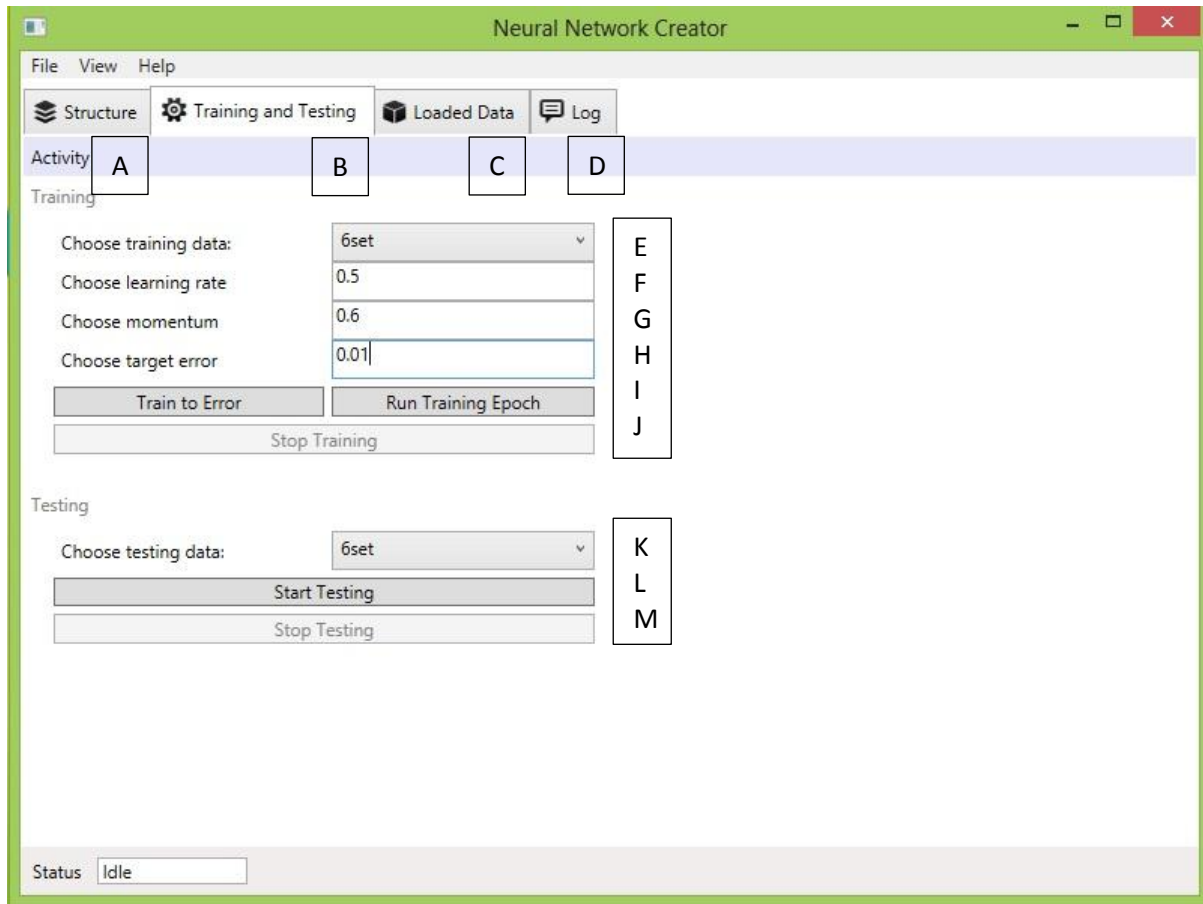 Neural Network Creator
File View Help
Structure Training and Testing Loaded Data Log
Activity A B C D
Training
Choose training data: 6set E
Choose learning rate 0.5 F
Choose momentum 0.6 G
Choose target error 0.01 H
Train to Error Run Training Epoch I
Stop Training J
Testing
Choose testing data: 6set K
Start Testing L
Stop Testing M
Status Idle